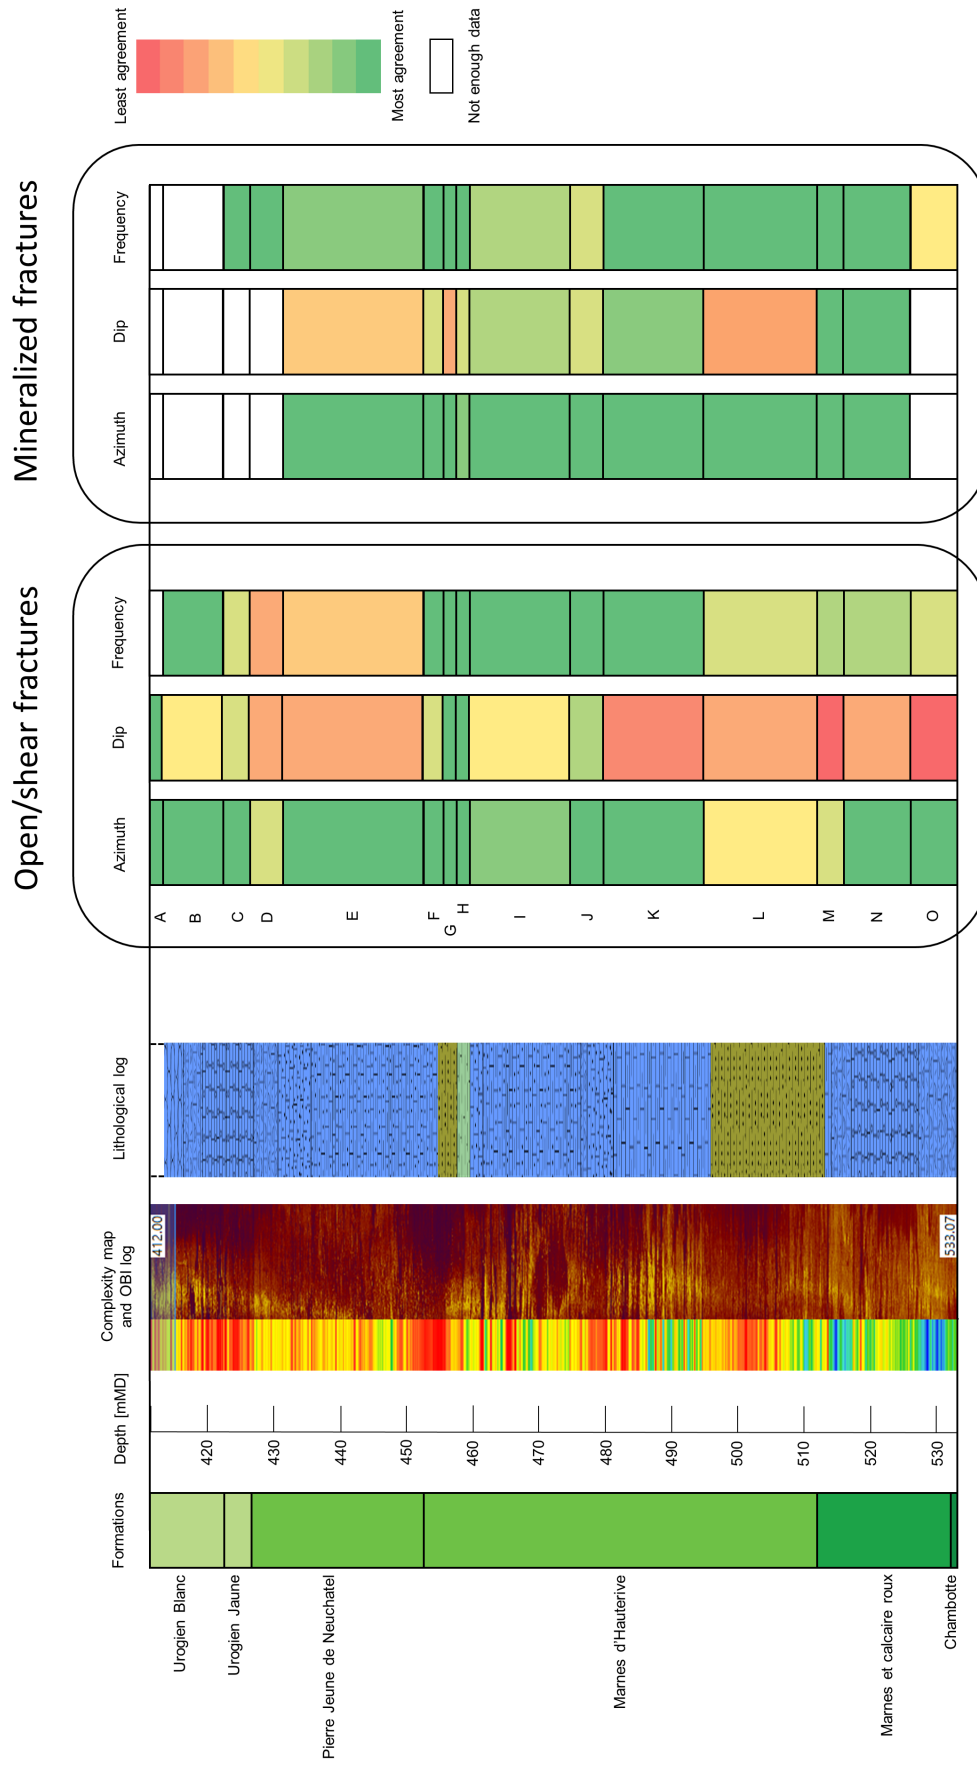 Open/shear fractures
Mineralized fractures
Formations
Depth [mMD]
Complexity map
and OBI log
Lithological log
Azimuth
Dip
Frequency
Azimuth
Dip
Frequency
Least agreement
Most agreement
Not enough data
Urogien Blanc
Urogien Jaune
Pierre Jeune de Neuchatel
Marnes d'Hauterive
Marnes et calcaire roux
Chambotte
420
430
440
450
460
470
480
490
500
510
520
530
412.00
533.07
A
B
C
D
E
F
G
H
I
J
K
L
M
N
O